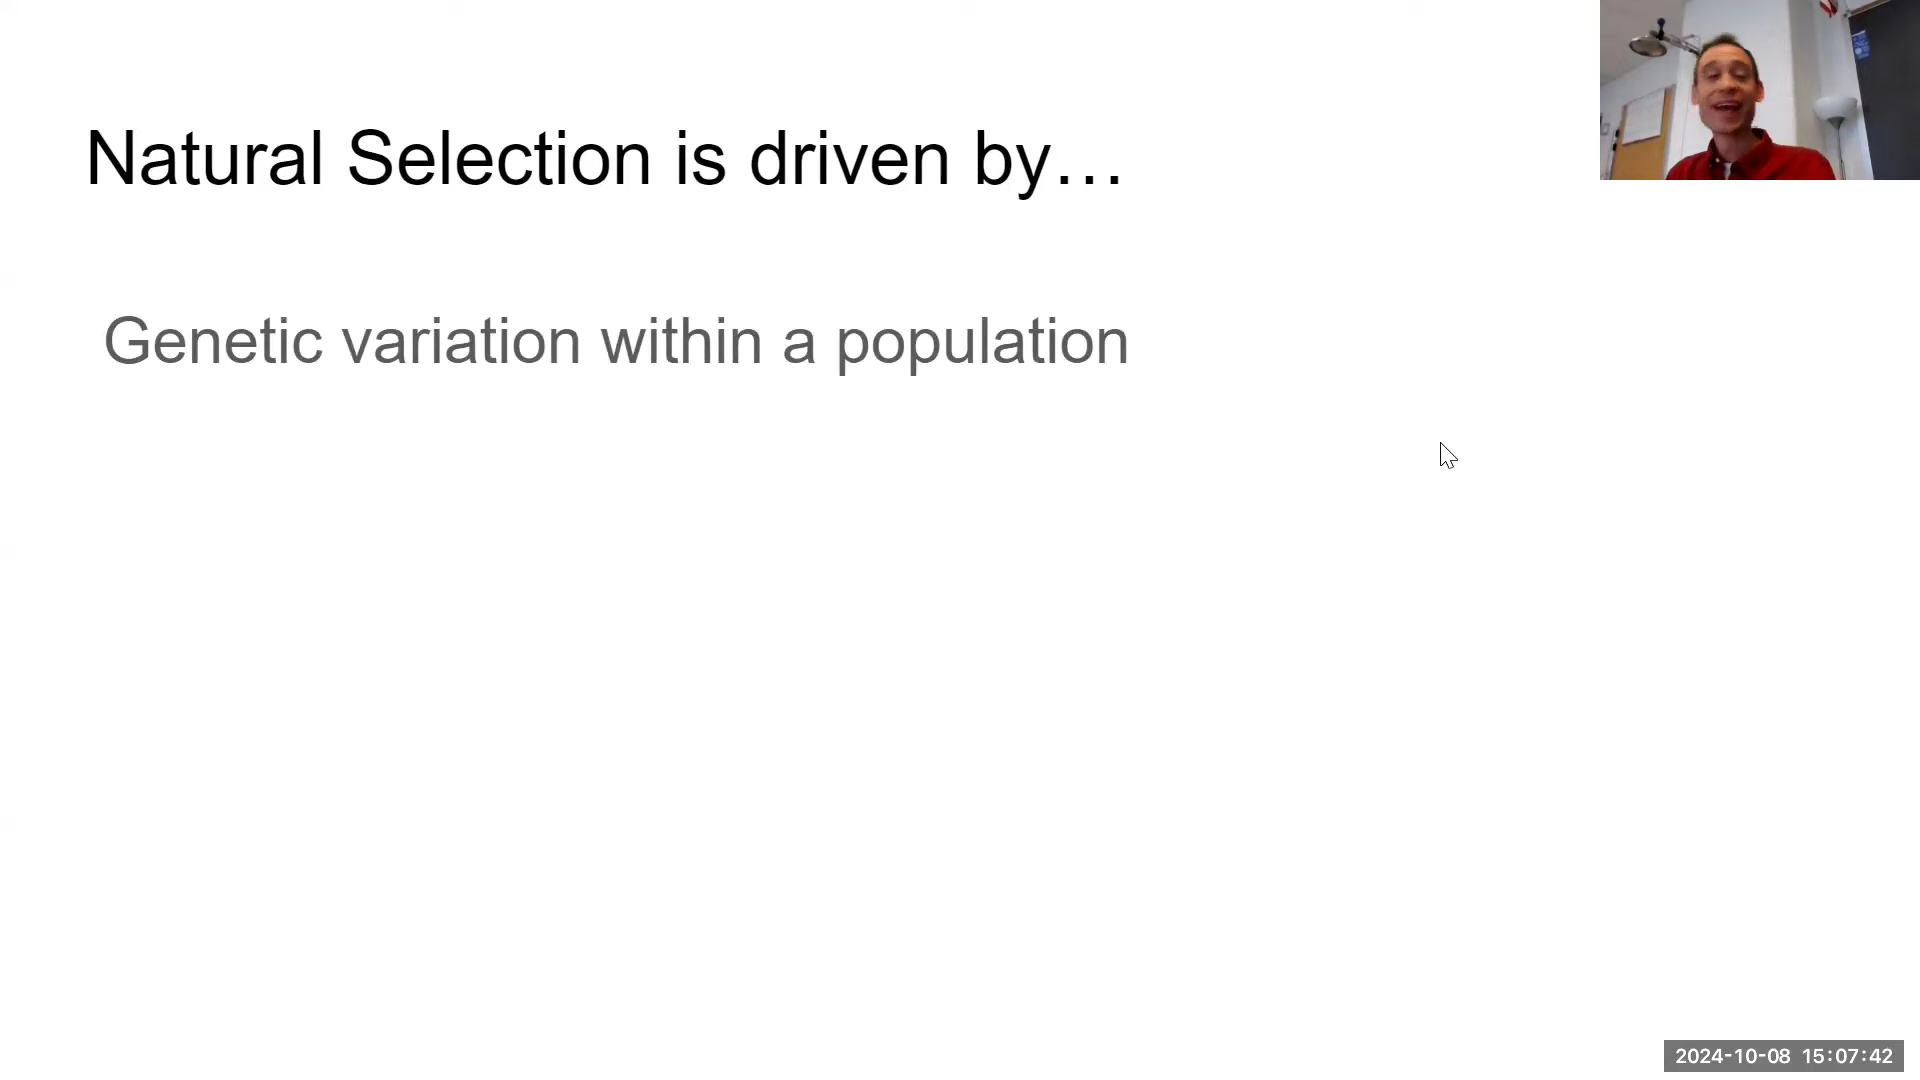 Natural Selection is driven by…
Genetic variation within a population
2024-10-08 15:07:42